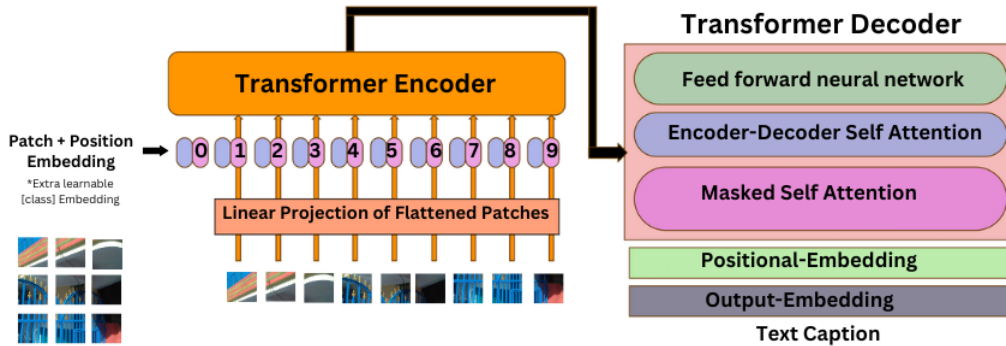 Transformer Decoder
Transformer Encoder
Feed forward neural network
Encoder-Decoder Self Attention
Masked Self Attention
Patch + Position
Embedding
*Extra learnable
[class] Embedding
0 1 2 3 4 5 6 7 8 9
Linear Projection of Flattened Patches
Positional-Embedding
Output-Embedding
Text Caption